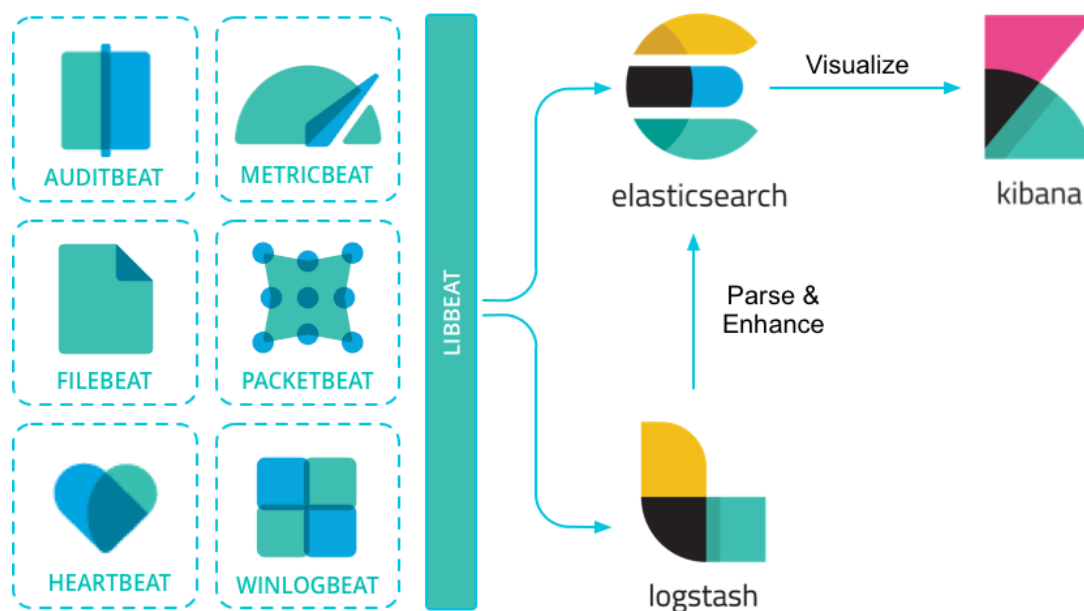 AUDITBEAT
METRICBEAT
FILEBEAT
PACKETBEAT
HEARTBEAT
WINLOGBEAT
LIBBEAT
elasticsearch
Visualize
kibana
Parse &
Enhance
logstash